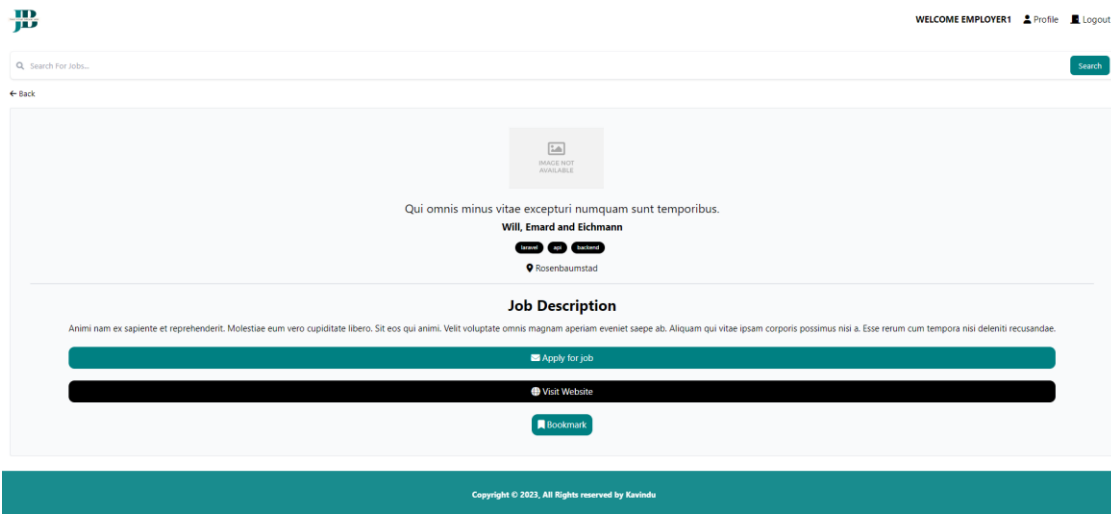 JB
WELCOME EMPLOYER1 Profile Logout
Search For Jobs... Search
← Back
IMAGE NOT
AVAILABLE
Qui omnis minus vitae excepturi numquam sunt temporibus.
Will, Emard and Eichmann
laravel api backend
Rosenbaumstad
Job Description
Animi nam ex sapiente et reprehenderit. Molestiae eum vero cupiditate libero. Sit eos qui animi. Velit voluptate omnis magnam aperiam eveniet saepe ab. Aliquam qui vitae ipsam corporis possimus nisi a. Esse rerum cum tempora nisi deleniti recusandae.
Apply for job
Visit Website
Bookmark
Copyright © 2023, All Rights reserved by Kavindu